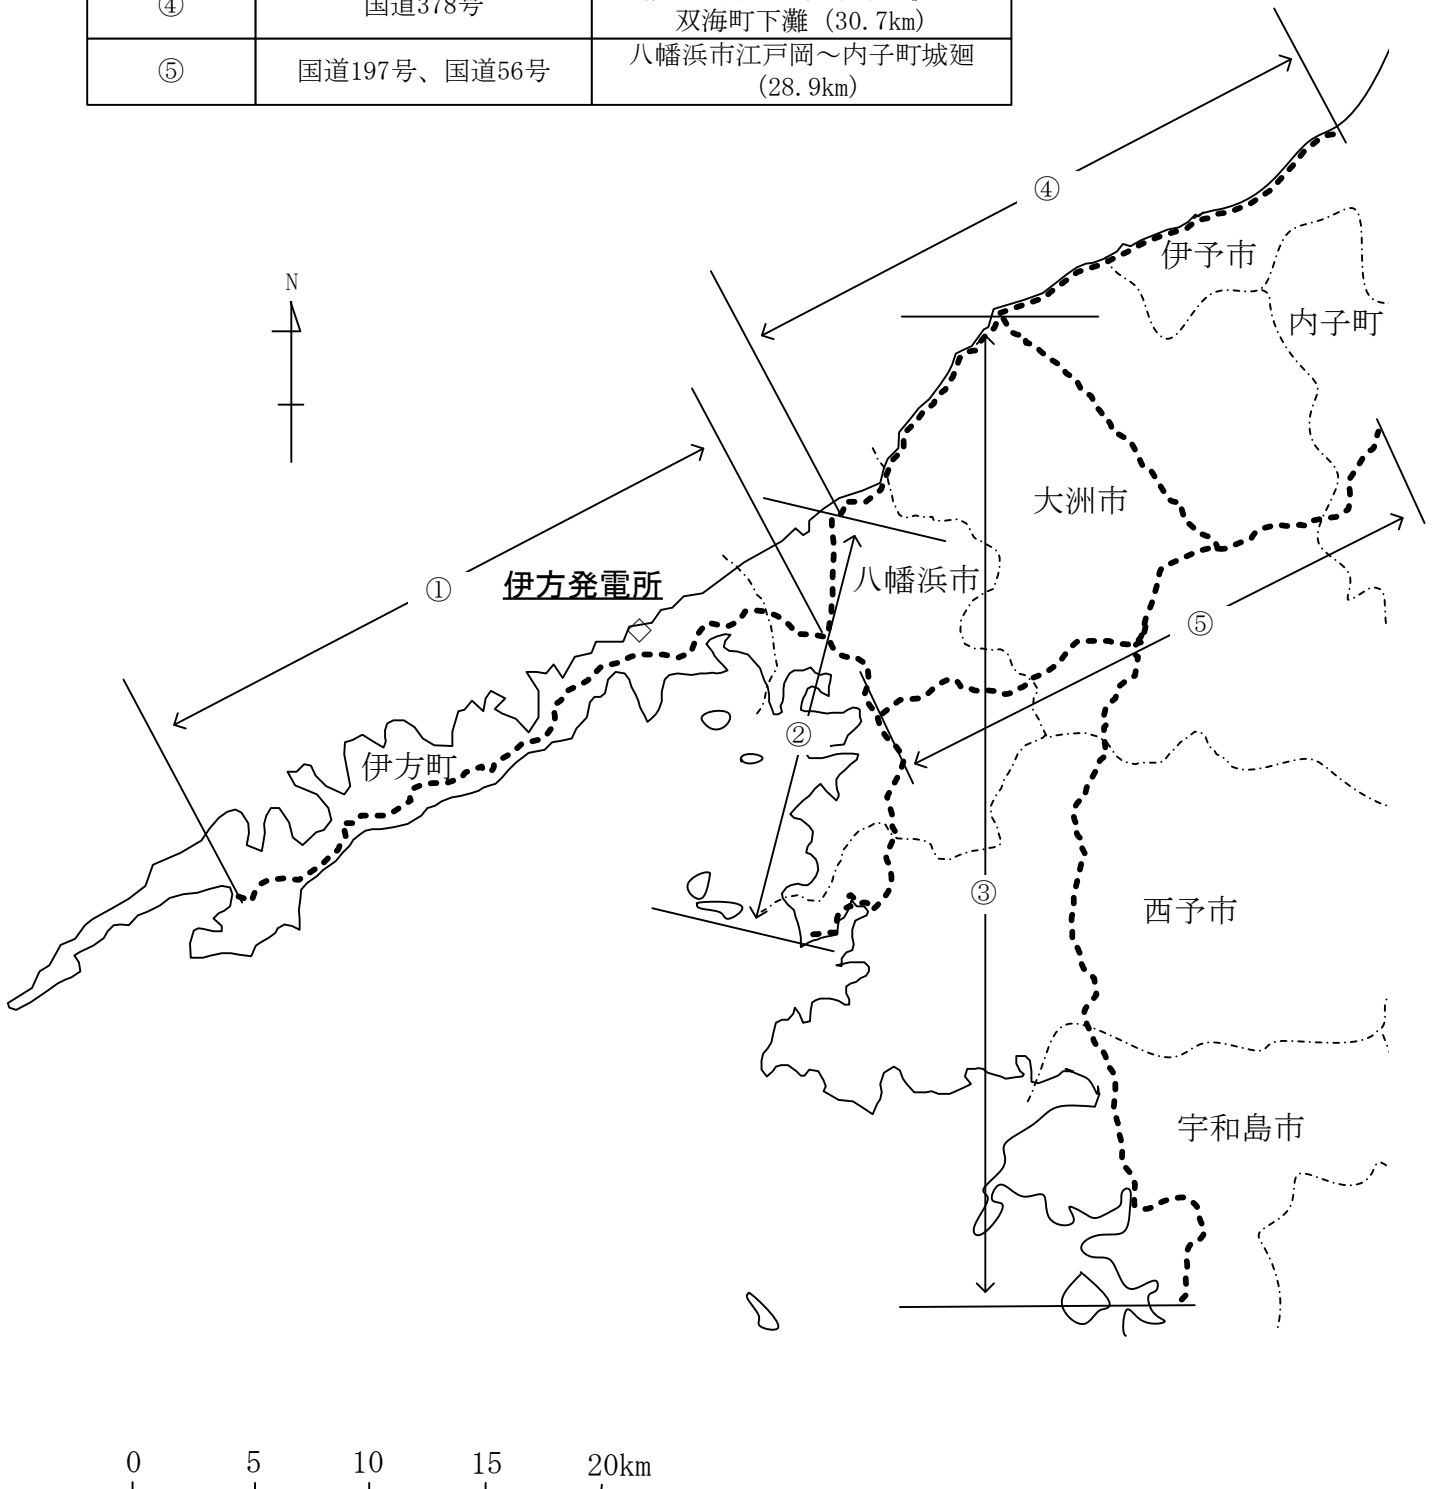 ④ 国道378号
双海町下灘 (30.7km)
⑤ 国道197号、国道56号 八幡浜市江戸岡～内子町城廻
(28.9km)
④
伊予市
N
内子町
大洲市
八幡浜市
①
伊方発電所
⑤
②
伊方町
③
西予市
宇和島市
0 5 10 15 20km